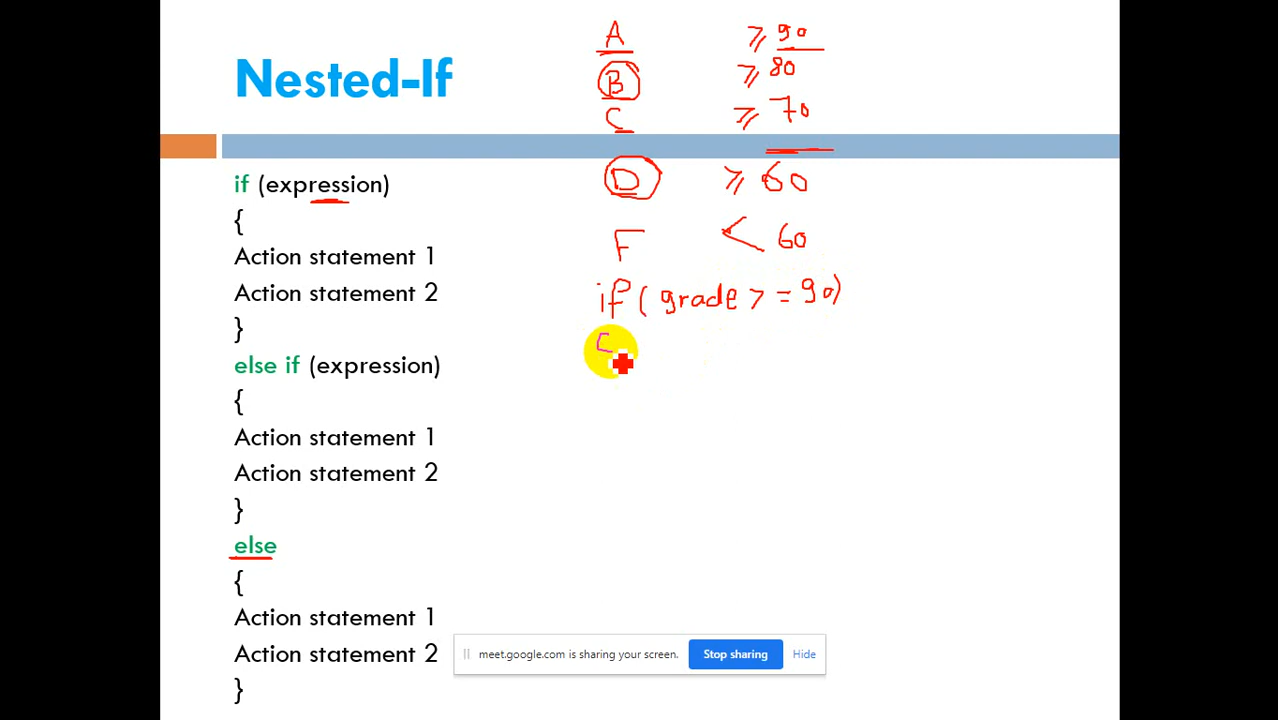 Nested-If
A ≥ 90
B ≥ 80
C ≥ 70
D ≥ 60
F < 60
if (grade >= 90)
if (expression)
{
Action statement 1
Action statement 2
}
else if (expression)
{
Action statement 1
Action statement 2
}
else
{
Action statement 1
Action statement 2
}
meet.google.com is sharing your screen. Stop sharing Hide